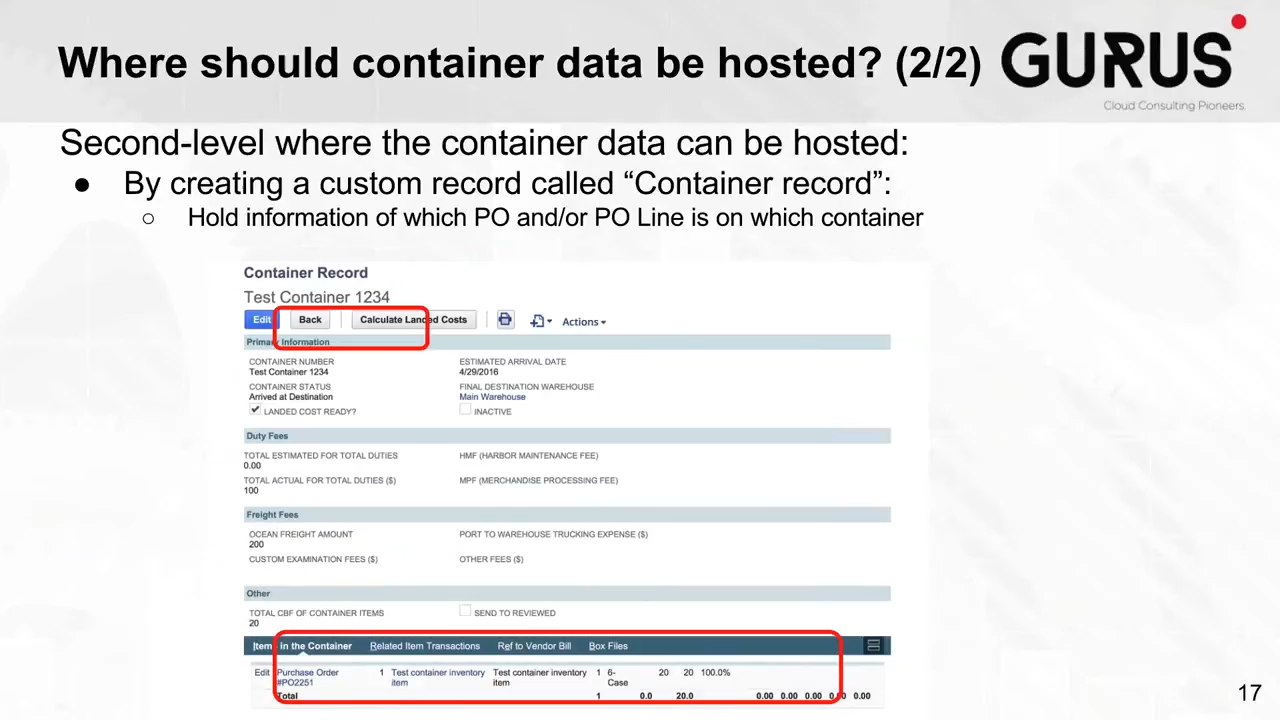 Where should container data be hosted? (2/2)
GURUS
Cloud Consulting Pioneers.
Second-level where the container data can be hosted:
● By creating a custom record called “Container record”:
○ Hold information of which PO and/or PO Line is on which container
Container Record
Test Container 1234
Edit Back Calculate Landed Costs Actions
Primary Information
CONTAINER NUMBER ESTIMATED ARRIVAL DATE
Test Container 1234 4/29/2016
CONTAINER STATUS FINAL DESTINATION WAREHOUSE
Arrived at Destination Main Warehouse
LANDED COST READY? INACTIVE
Duty Fees
TOTAL ESTIMATED FOR TOTAL DUTIES HMF (HARBOR MAINTENANCE FEE)
0.00
TOTAL ACTUAL FOR TOTAL DUTIES ($) MPF (MERCHANDISE PROCESSING FEE)
100
Freight Fees
OCEAN FREIGHT AMOUNT PORT TO WAREHOUSE TRUCKING EXPENSE ($)
200
CUSTOM EXAMINATION FEES ($) OTHER FEES ($)
Other
TOTAL CBF OF CONTAINER ITEMS SEND TO REVIEWED
20
Items in the Container Related Item Transactions Ref to Vendor Bill Box Files
Edit Purchase Order 1 Test container inventory Test container inventory 1 6- 20 20 100.0%
#PO2251 item item Case
Total 1 0.0 20.0 0.00 0.00 0.00 0.00 0.00
17